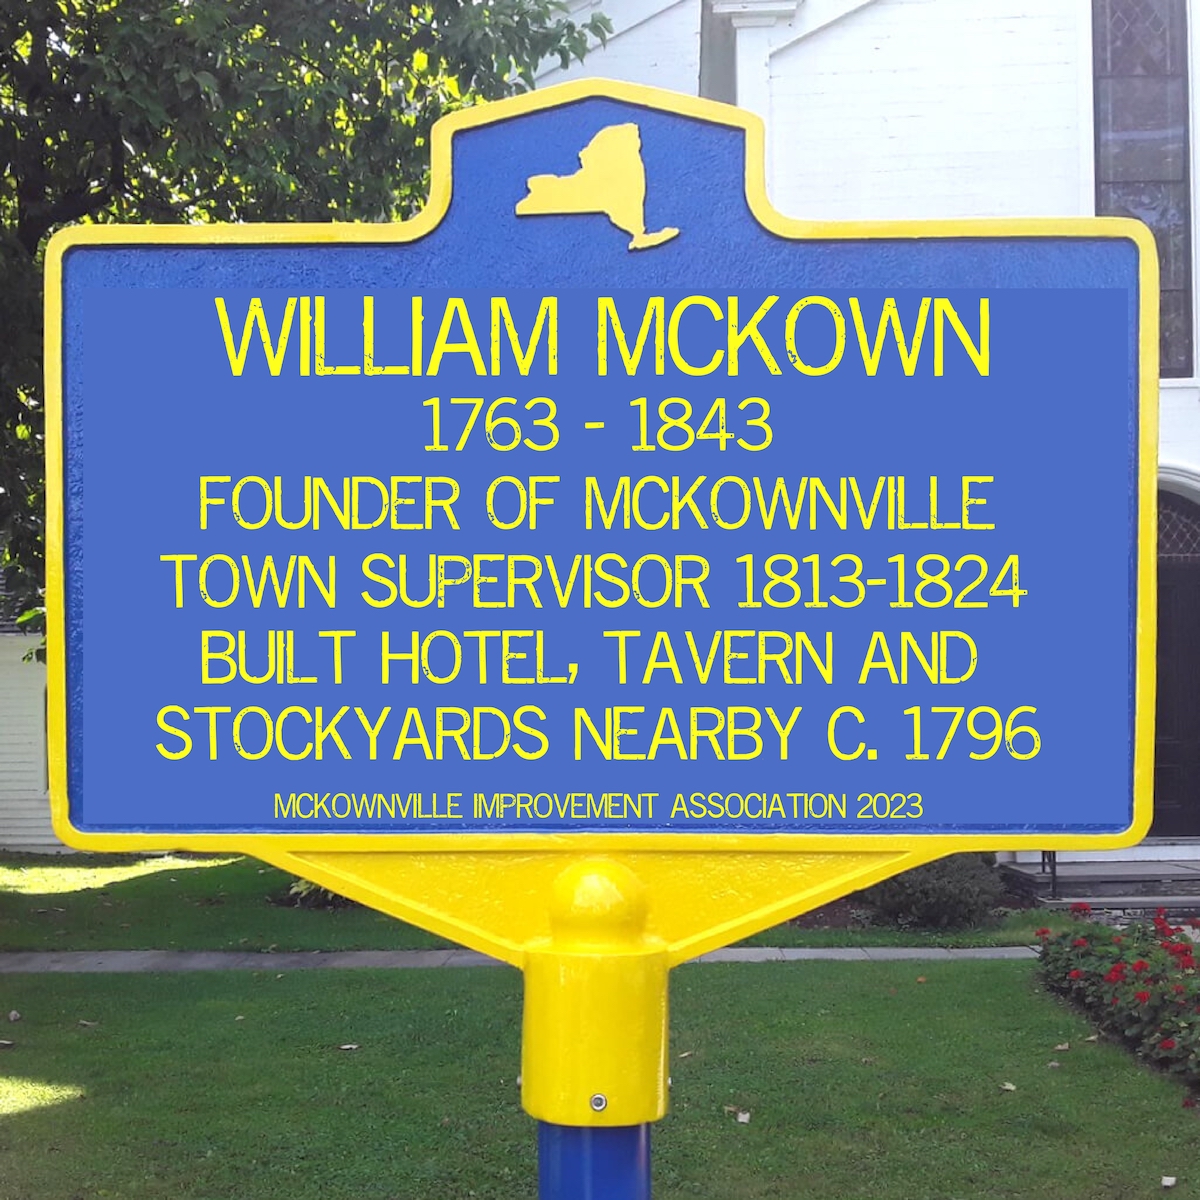 WILLIAM MCKOWN
1763 - 1843
FOUNDER OF MCKOWNVILLE
TOWN SUPERVISOR 1813-1824
BUILT HOTEL, TAVERN AND
STOCKYARDS NEARBY C. 1796
MCKOWNVILLE IMPROVEMENT ASSOCIATION 2023